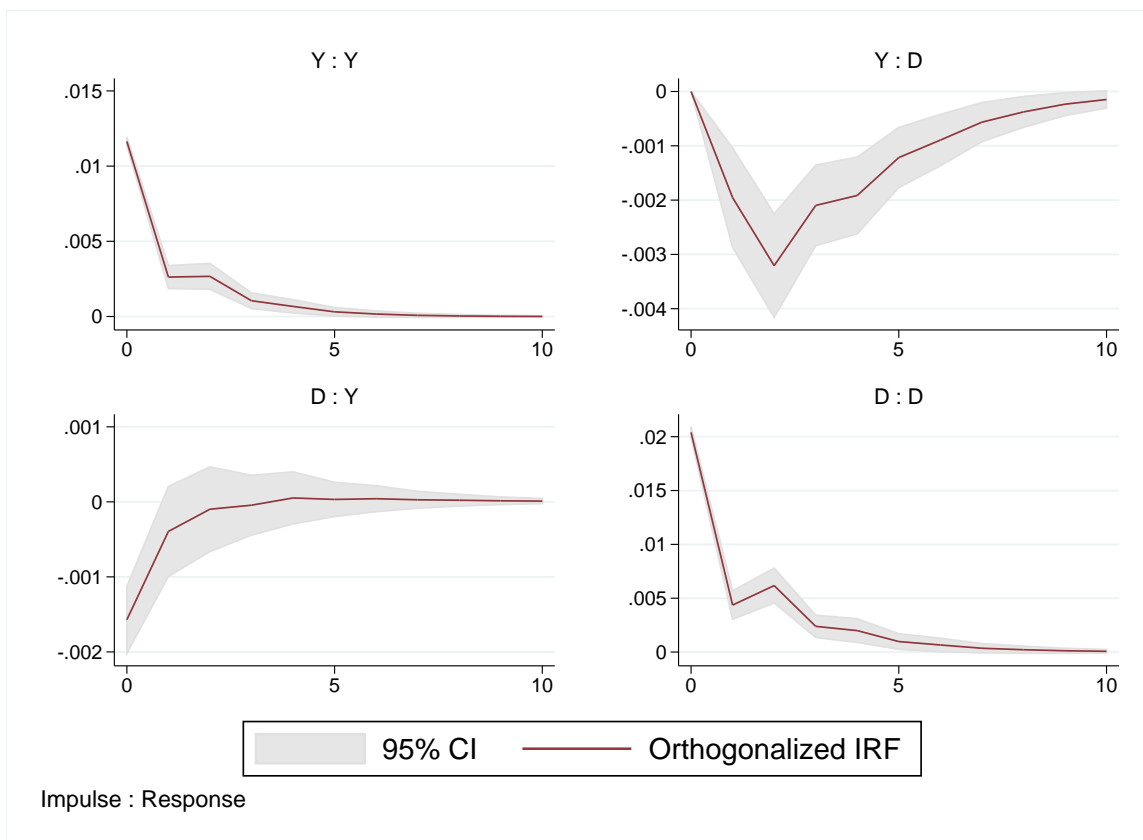 Y : Y
.015
.01
.005
0
0 5 10
Y : D
0
-.001
-.002
-.003
-.004
0 5 10
D : Y
.001
0
-.001
-.002
0 5 10
D : D
.02
.015
.01
.005
0
0 5 10
95% CI Orthogonalized IRF
Impulse : Response